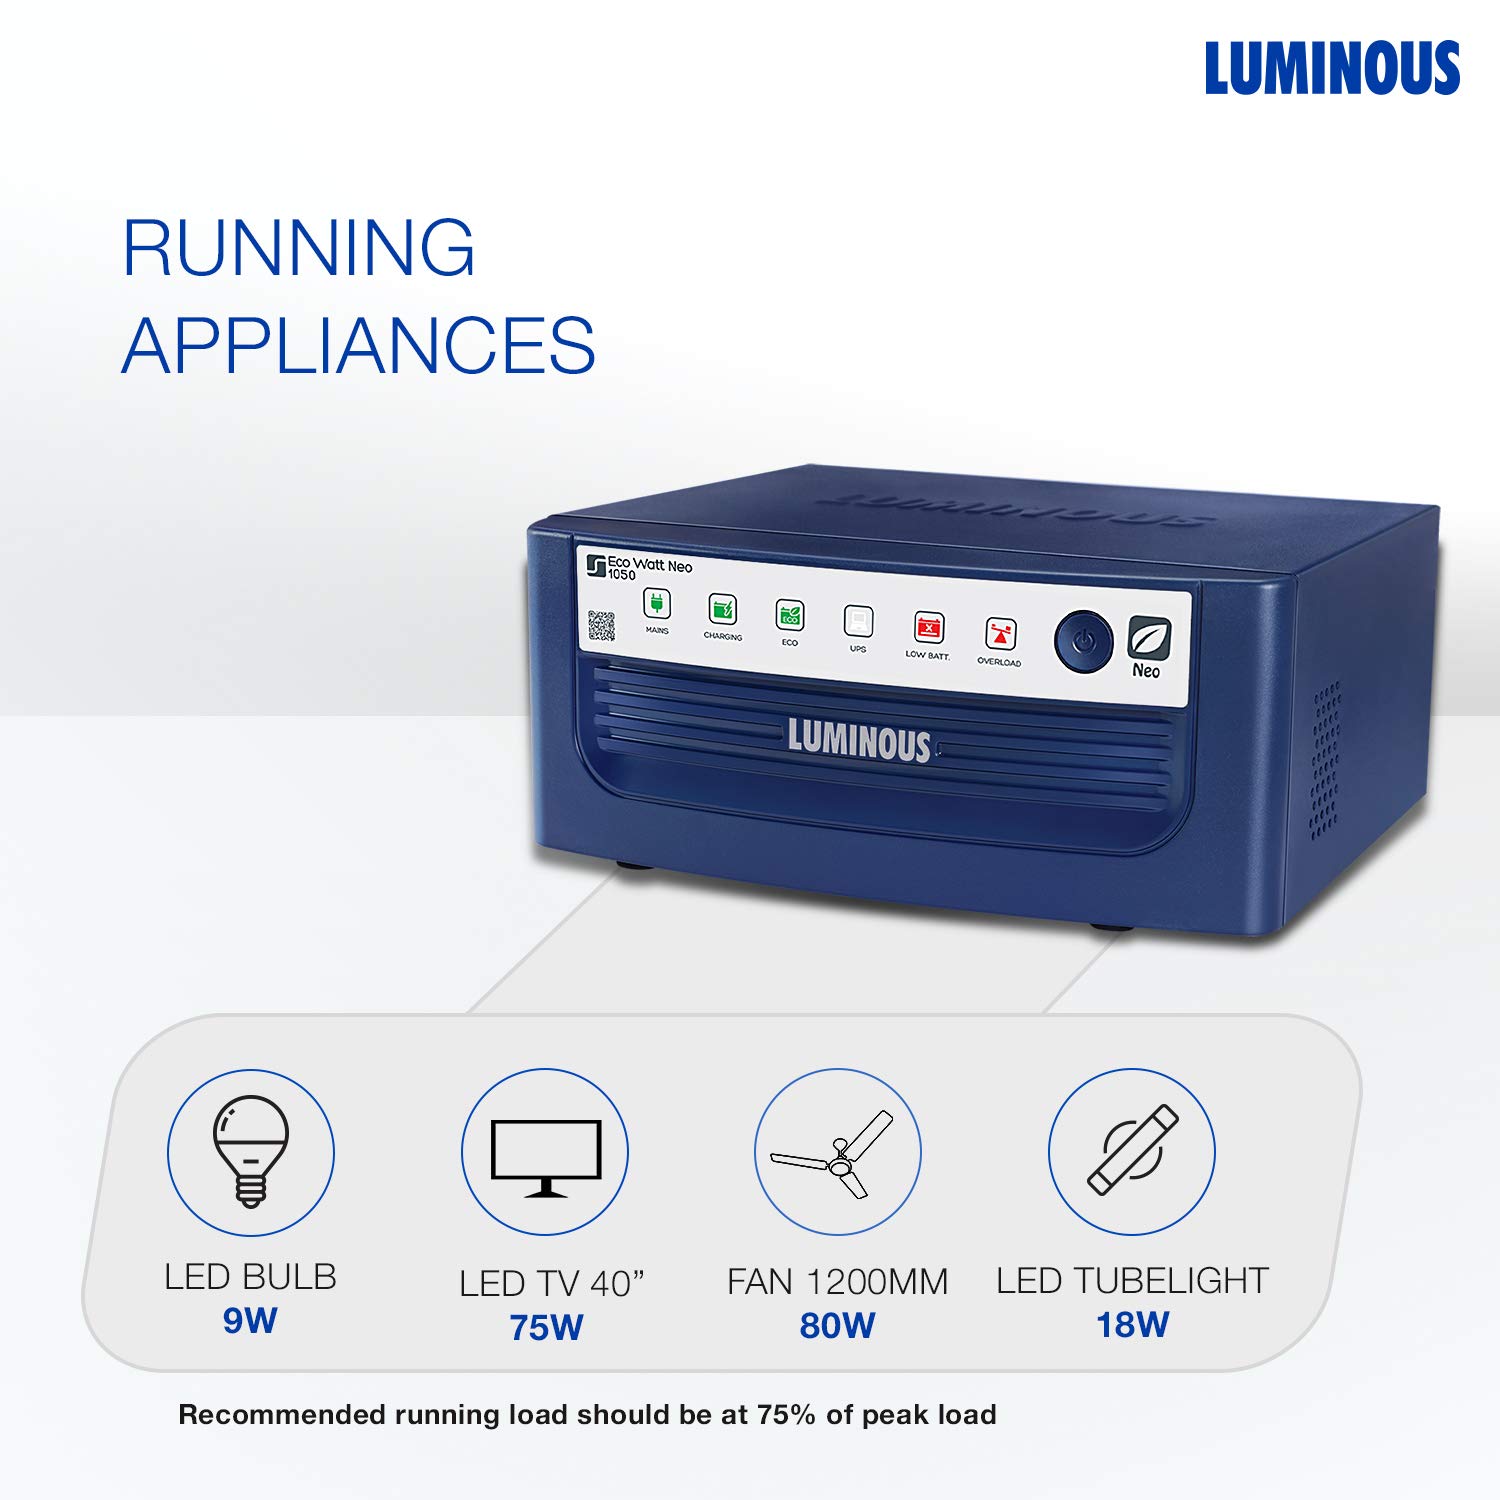 LUMINOUS
RUNNING
APPLIANCES
LUMINOUS
Eco Watt Neo
1050
MAINS
CHARGING
ECO
ECO
UPS
LOW BATT.
OVERLOAD
Neo
LUMINOUS
LED BULB
9W
LED TV 40”
75W
FAN 1200MM
80W
LED TUBELIGHT
18W
Recommended running load should be at 75% of peak load